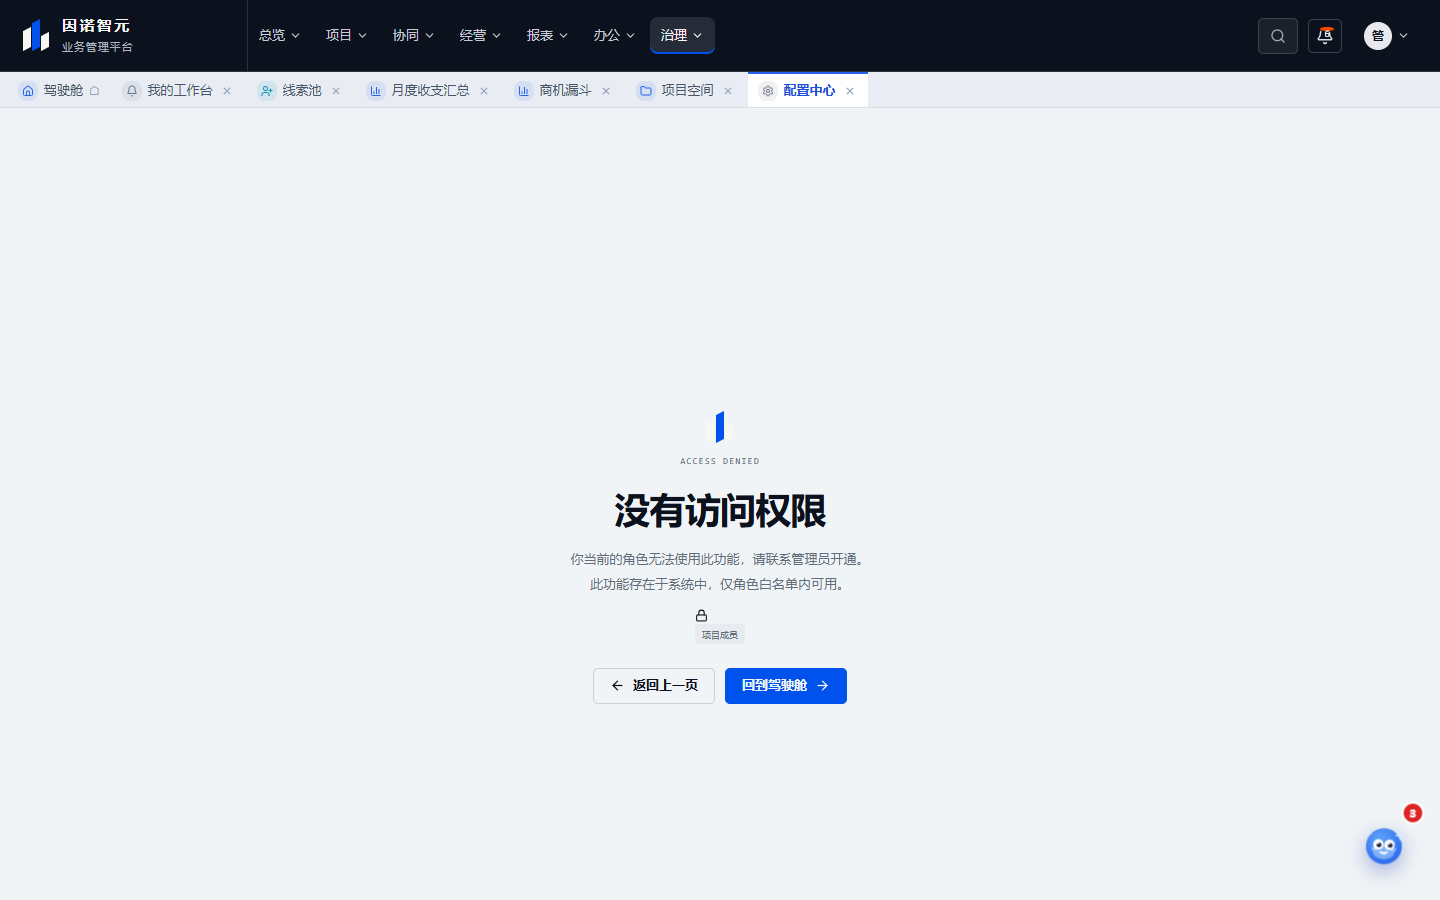 因诺智元
业务管理平台
总览
项目
协同
经营
报表
办公
治理
管
驾驶舱
我的工作台
线索池
月度收支汇总
商机漏斗
项目空间
配置中心
ACCESS DENIED
没有访问权限
你当前的角色无法使用此功能，请联系管理员开通。
此功能存在于系统中，仅角色白名单内可用。
项目成员
返回上一页
回到驾驶舱
3